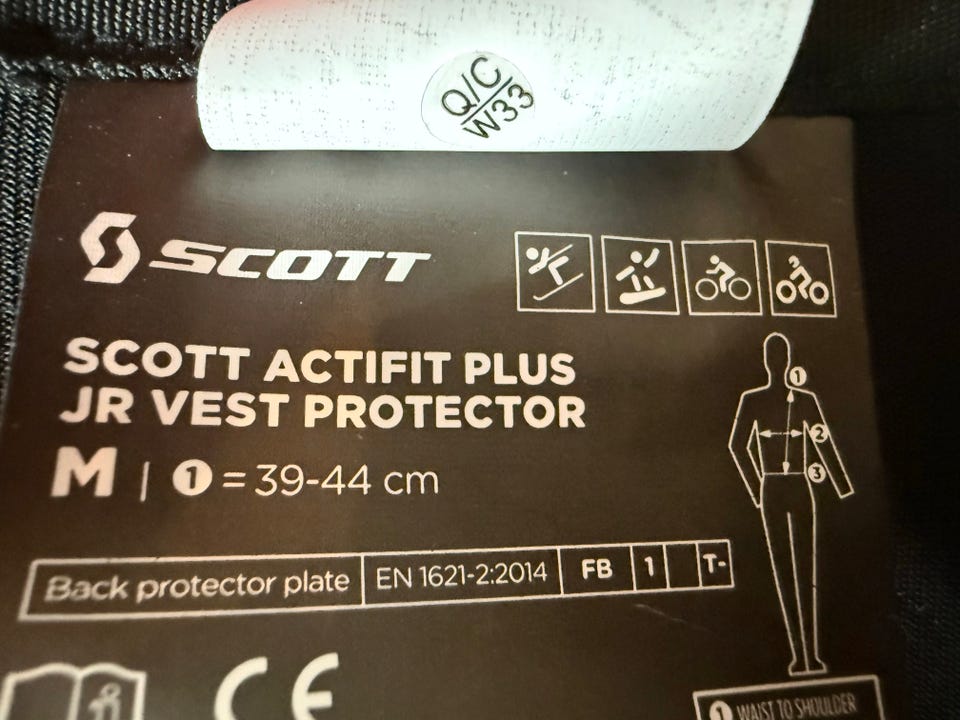 Q/C
W33
SCOTT
SCOTT ACTIFIT PLUS
JR VEST PROTECTOR
M | 1 = 39-44 cm
1
2
3
Back protector plate EN 1621-2:2014 FB 1 T-
CE
1 WAIST TO SHOULDER